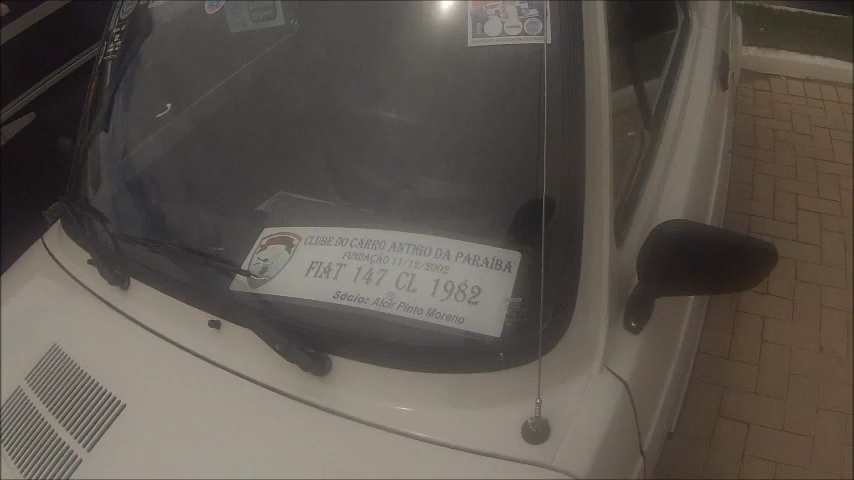 CLUBE DO CARRO ANTIGO DA PARAÍBA
FUNDAÇÃO 11/12/2002
FIAT 147 CL 1982
Sócio: Alcir Pinto Moreno